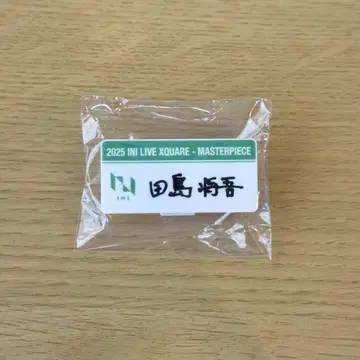 2025 INI LIVE XQUARE - MASTERPIECE
INI
田島将吾